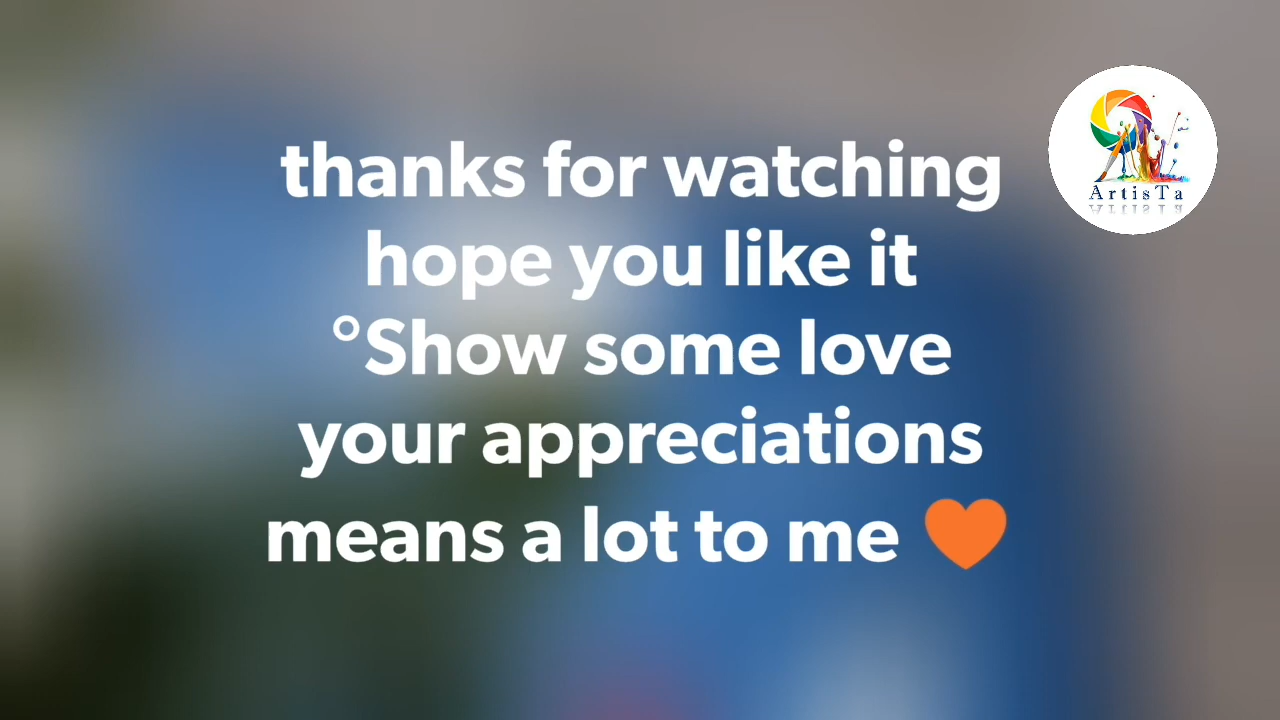 thanks for watching
hope you like it
°Show some love
your appreciations
means a lot to me 🧡
ArtisTa